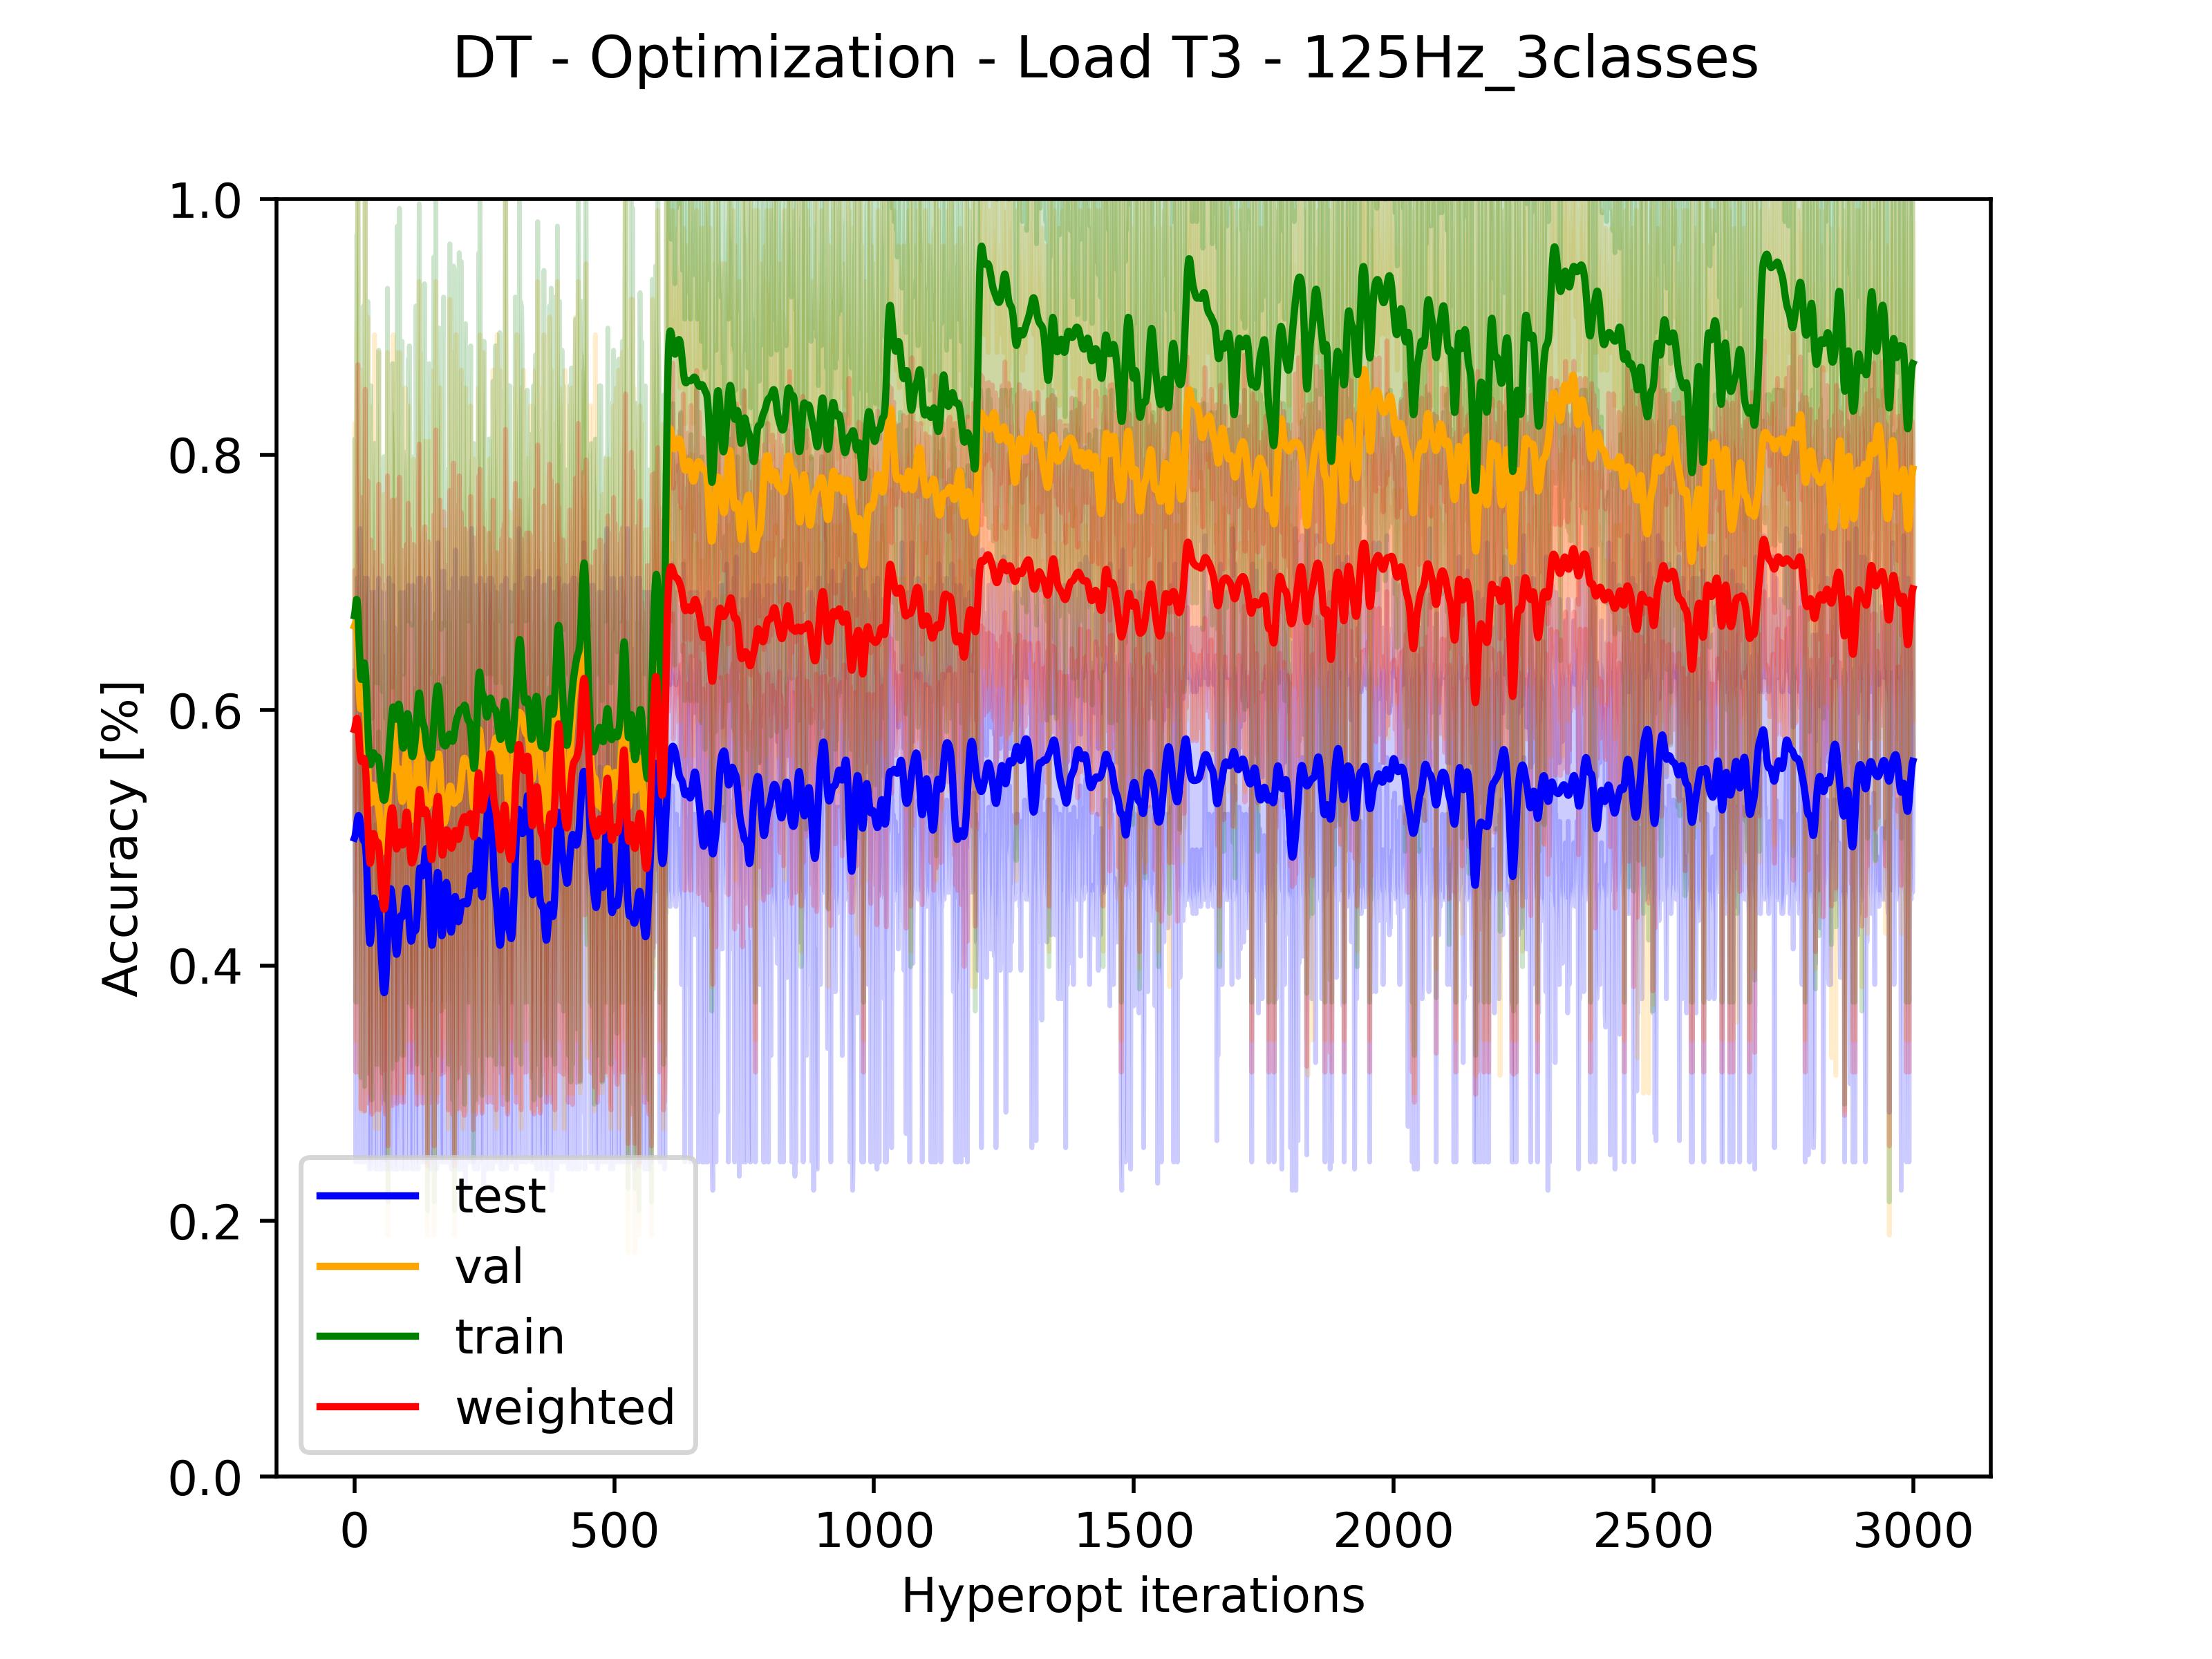 DT - Optimization - Load T3 - 125Hz_3classes
1.0
0.8
0.6
0.4
0.2
0.0
Accuracy [%]
test
val
train
weighted
0 500 1000 1500 2000 2500 3000
Hyperopt iterations